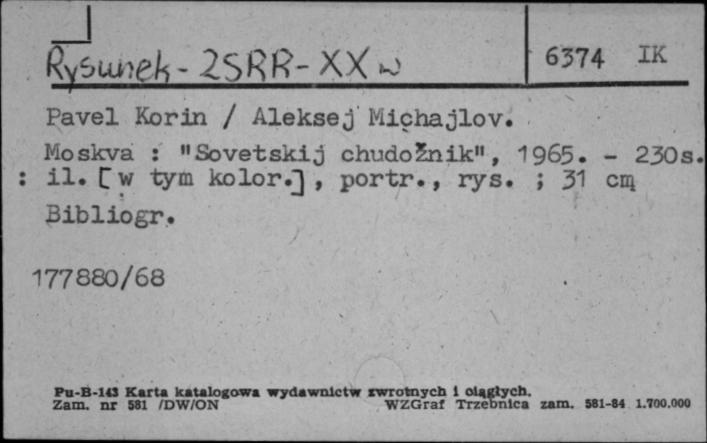 Rysunek - ZSRR - XX w
6374 IK
Pavel Korin / Aleksej Michajlov.
Moskva : "Sovetskij chudožnik", 1965. - 230s.
: il. [w tym kolor.], portr., rys. ; 31 cm
Bibliogr.
177880/68
Pu-B-143 Karta katalogowa wydawnictw zwrotnych i ciągłych.
Zam. nr 581 /DW/ON WZGraf Trzebnica zam. 581-84 1.700.000